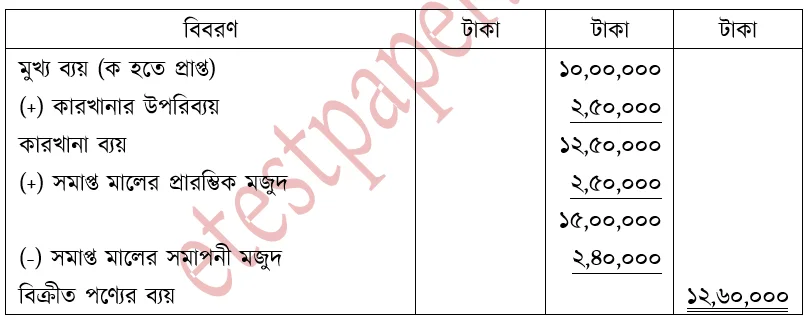 বিবরণ টাকা টাকা টাকা
মুখ্য ব্যয় (ক হতে প্রাপ্ত) ১০,০০,০০০
(+) কারখানার উপরিব্যয় ২,৫০,০০০
কারখানা ব্যয় ১২,৫০,০০০
(+) সমাপ্ত মালের প্রারম্ভিক মজুদ ২,৫০,০০০
১৫,০০,০০০
(-) সমাপ্ত মালের সমাপনী মজুদ ২,৪০,০০০
বিক্রীত পণ্যের ব্যয় ১২,৬০,০০০
etestpaper